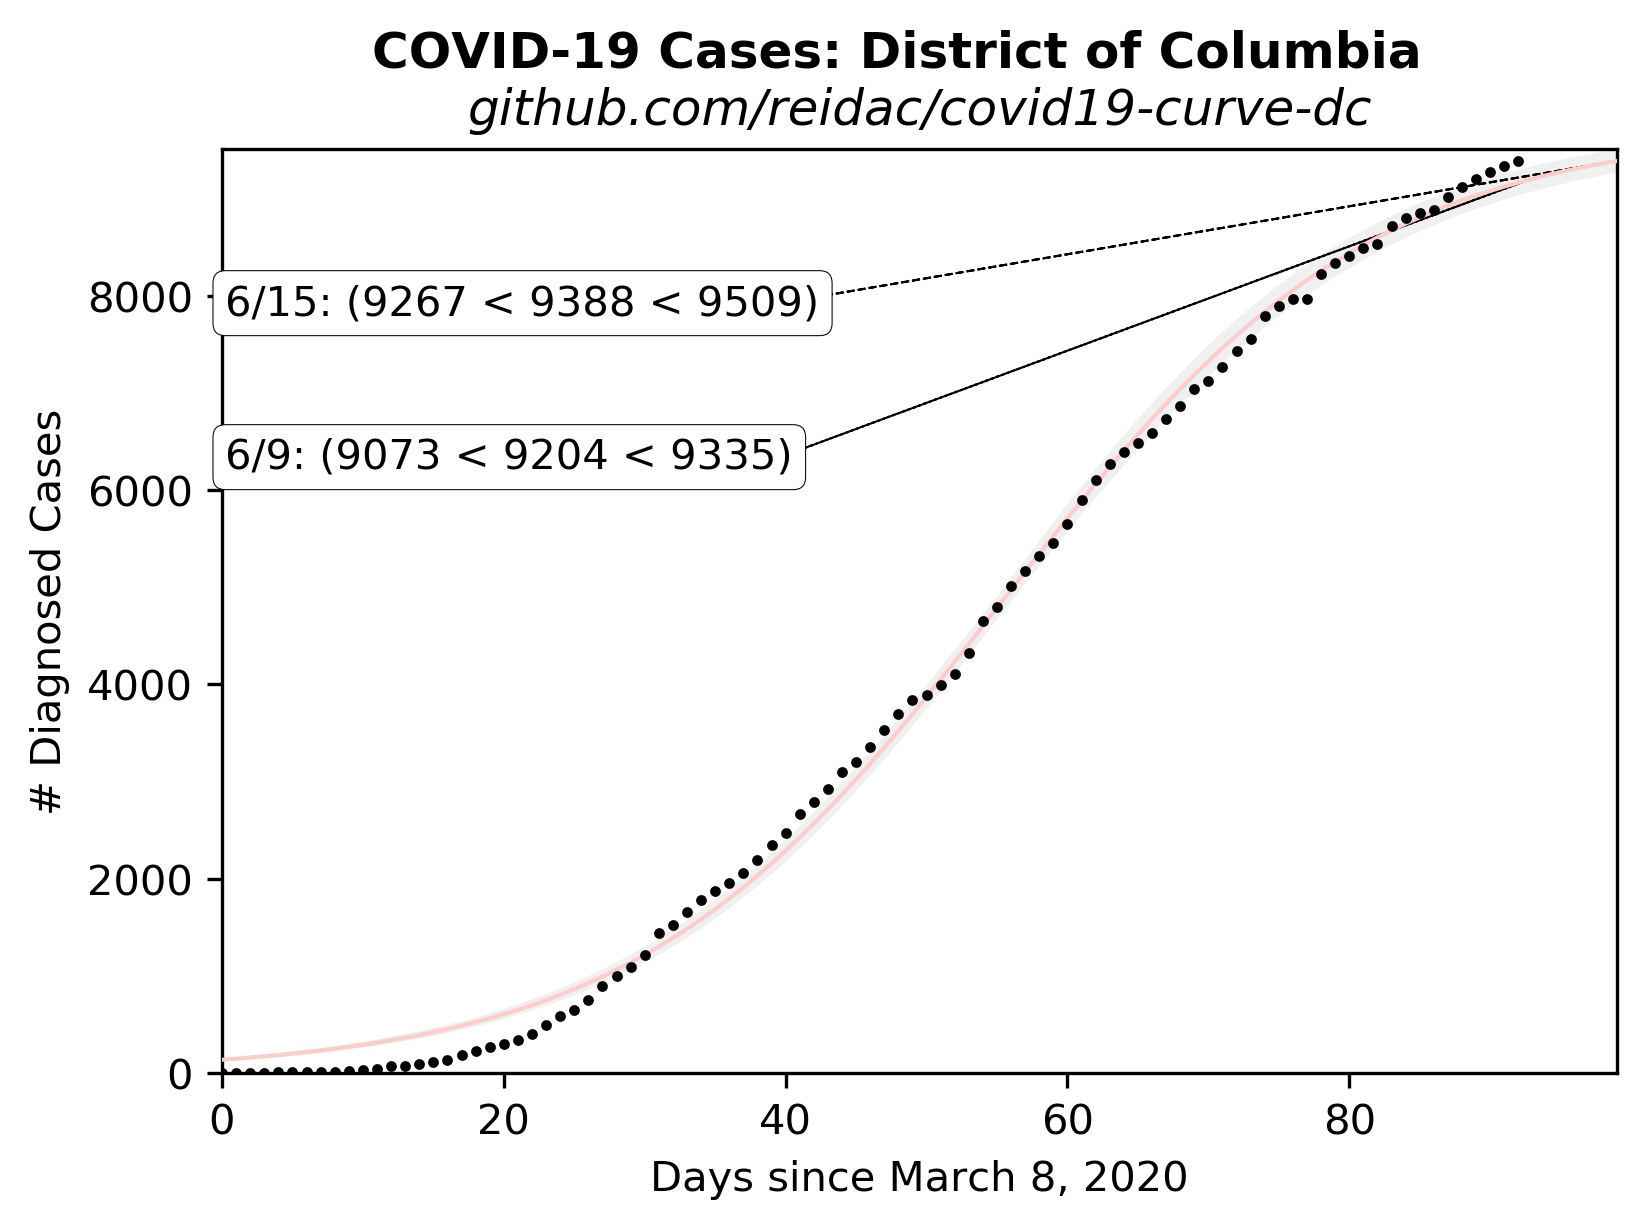 COVID-19 Cases: District of Columbia
github.com/reidac/covid19-curve-dc
8000
6/15: (9267 < 9388 < 9509)
6/9: (9073 < 9204 < 9335)
6000
4000
2000
0
# Diagnosed Cases
0 20 40 60 80
Days since March 8, 2020